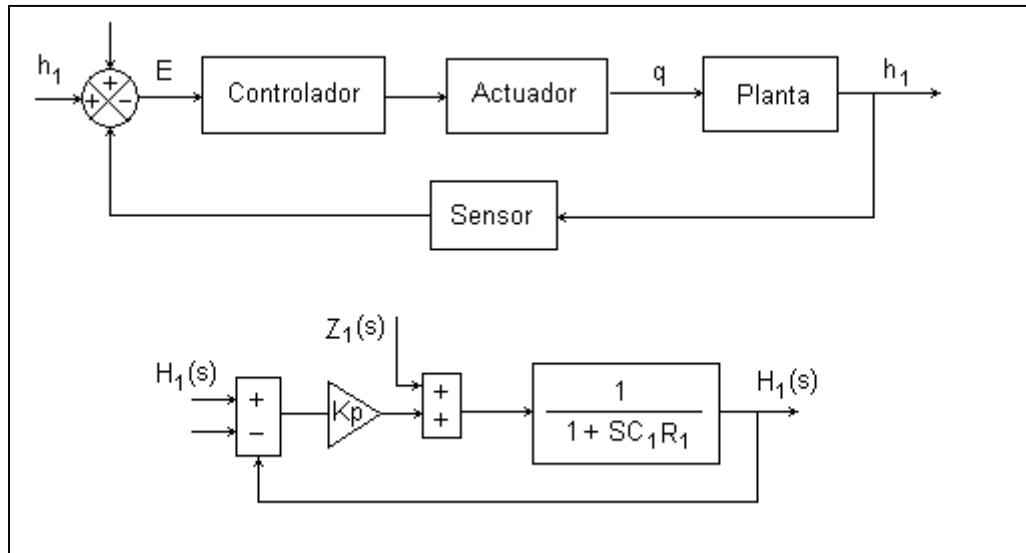 h₁
+
+ −
E
Controlador
Actuador
q
Planta
h₁
Sensor
Z₁(s)
H₁(s)
+
−
Kp
+
+
1
1 + SC₁R₁
H₁(s)